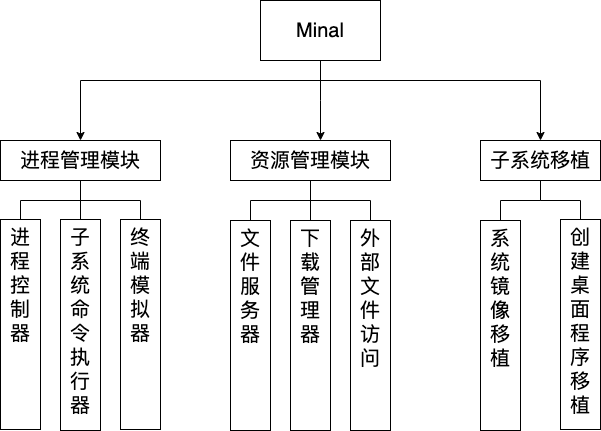 Minal
进程管理模块
资源管理模块
子系统移植
进程控制器
子系统命令执行器
终端模拟器
文件服务器
下载管理器
外部文件访问
系统镜像移植
创建桌面程序移植